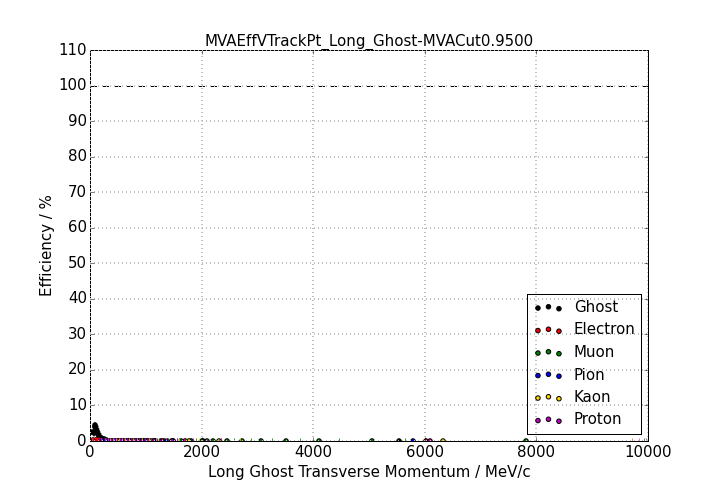 MVAEffVTrackPt_Long_Ghost-MVACut0.9500
110
100
90
80
70
60
50
40
30
20
10
0
Efficiency / %
Ghost
Electron
Muon
Pion
Kaon
Proton
0 2000 4000 6000 8000 10000
Long Ghost Transverse Momentum / MeV/c